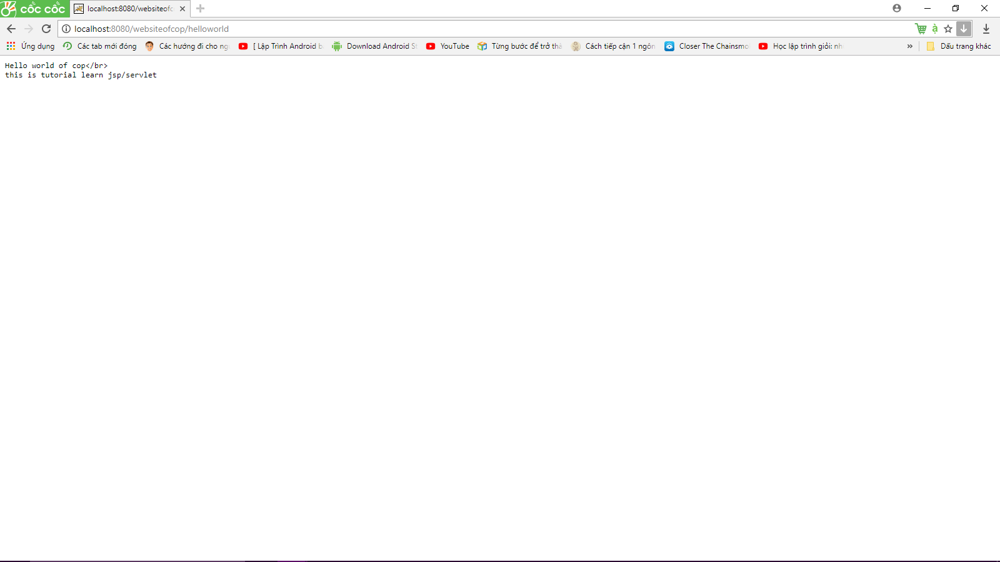 cốc cốc
localhost:8080/websiteofc
localhost:8080/websiteofcop/helloworld
Ứng dụng Các tab mới đóng Các hướng đi cho ng [ Lập Trình Android b Download Android St YouTube Từng bước để trở thà Cách tiếp cận 1 ngôn Closer The Chainsmo Học lập trình giỏi: nh » Dấu trang khác
Hello world of cop</br>
this is tutorial learn jsp/servlet